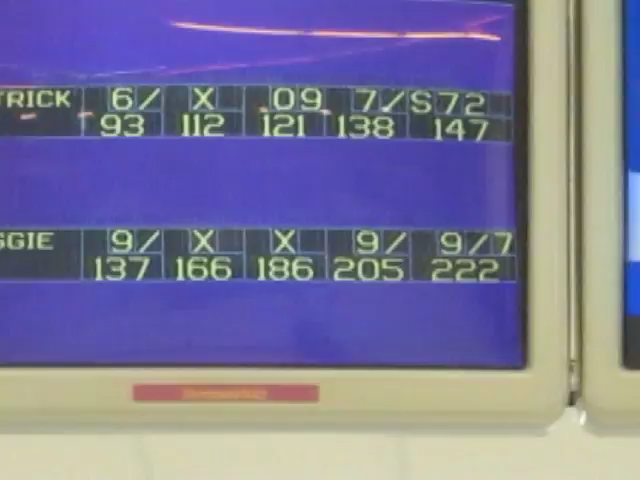 TRICK 6/ X 09 7/ S72
93 112 121 138 147
GGIE 9/ X X 9/ 9/7
137 166 186 205 222